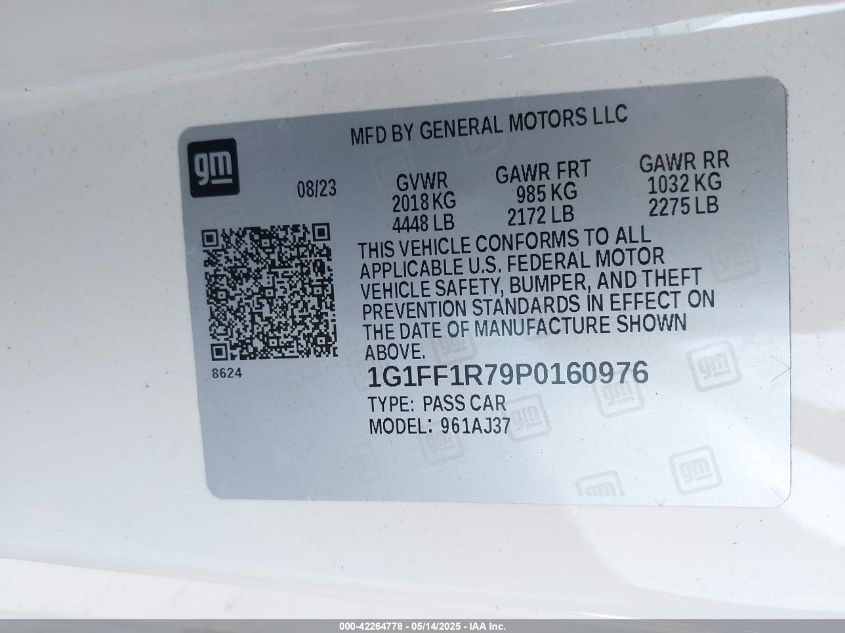 MFD BY GENERAL MOTORS LLC
gm
08/23
GVWR
2018 KG
4448 LB
GAWR FRT
985 KG
2172 LB
GAWR RR
1032 KG
2275 LB
THIS VEHICLE CONFORMS TO ALL
APPLICABLE U.S. FEDERAL MOTOR
VEHICLE SAFETY, BUMPER, AND THEFT
PREVENTION STANDARDS IN EFFECT ON
THE DATE OF MANUFACTURE SHOWN
ABOVE.
8624
1G1FF1R79P0160976
TYPE: PASS CAR
MODEL: 961AJ37
gm
gm
gm
000-42264778 - 05/14/2025 - IAA Inc.